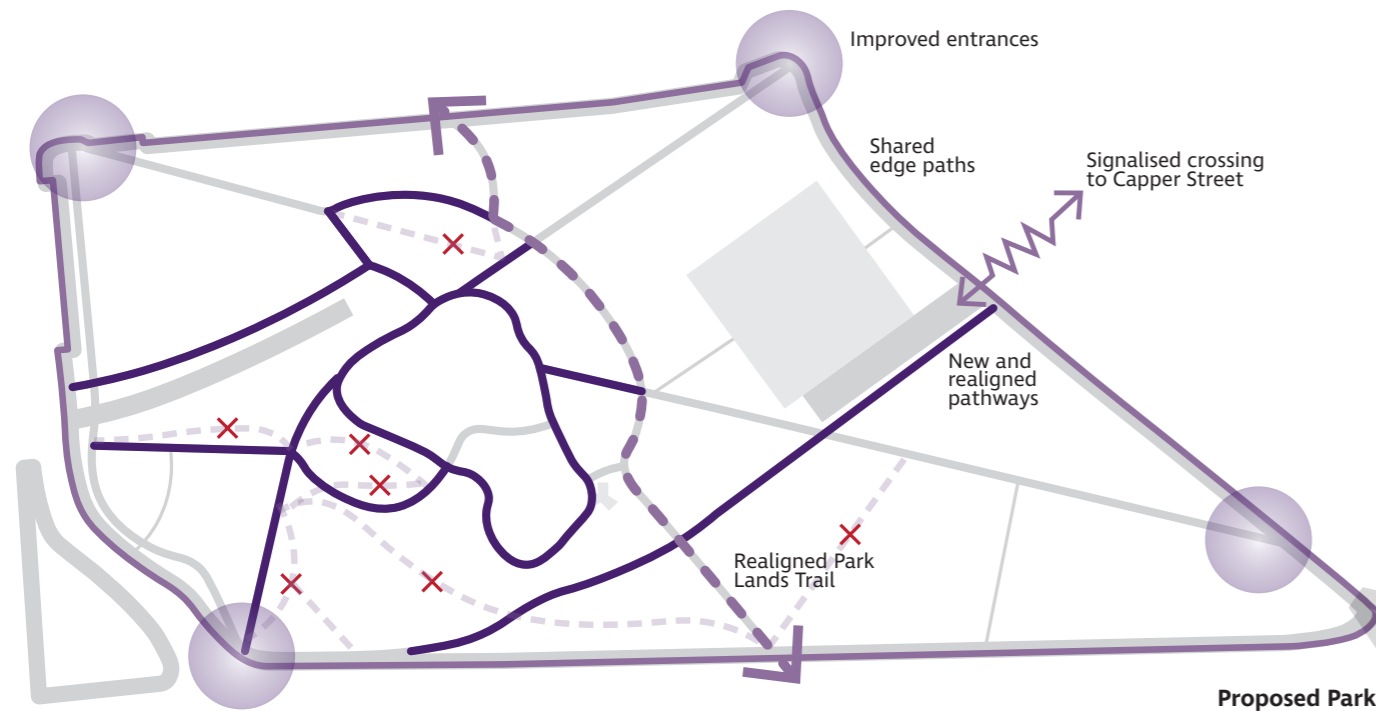 Improved entrances
Shared
edge paths
Signalised crossing
to Capper Street
New and
realigned
pathways
Realigned Park
Lands Trail
Proposed Park